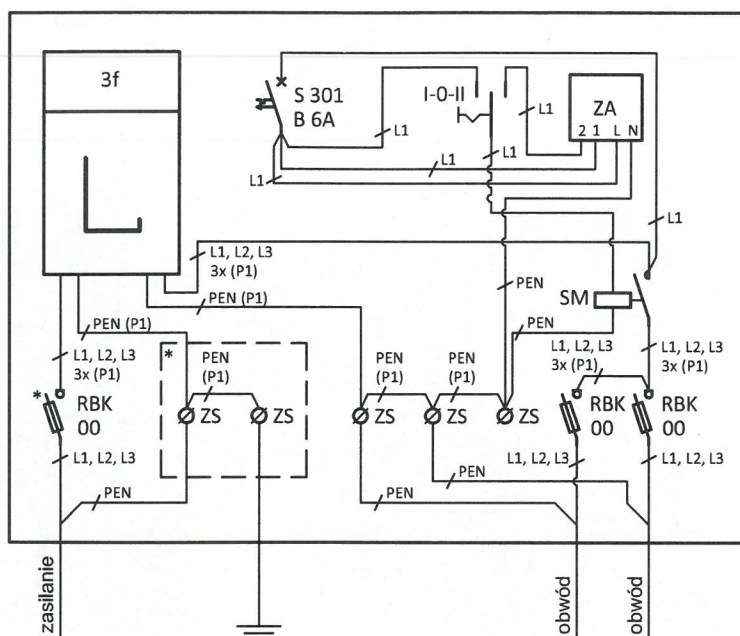 3f
S 301
B 6A
I-0-II
ZA
2 1 L N
L1
L1
L1
L1
L1
L1
L1, L2, L3
3x (P1)
PEN (P1)
PEN
SM
PEN (P1)
PEN
L1, L2, L3
3x (P1)
*
PEN
(P1)
PEN
(P1)
PEN
(P1)
L1, L2, L3
3x (P1)
L1, L2, L3
3x (P1)
*
RBK
00
ZS
ZS
ZS
ZS
ZS
RBK
00
RBK
00
L1, L2, L3
L1, L2, L3
L1, L2, L3
PEN
PEN
PEN
zasilanie
obwód
obwód